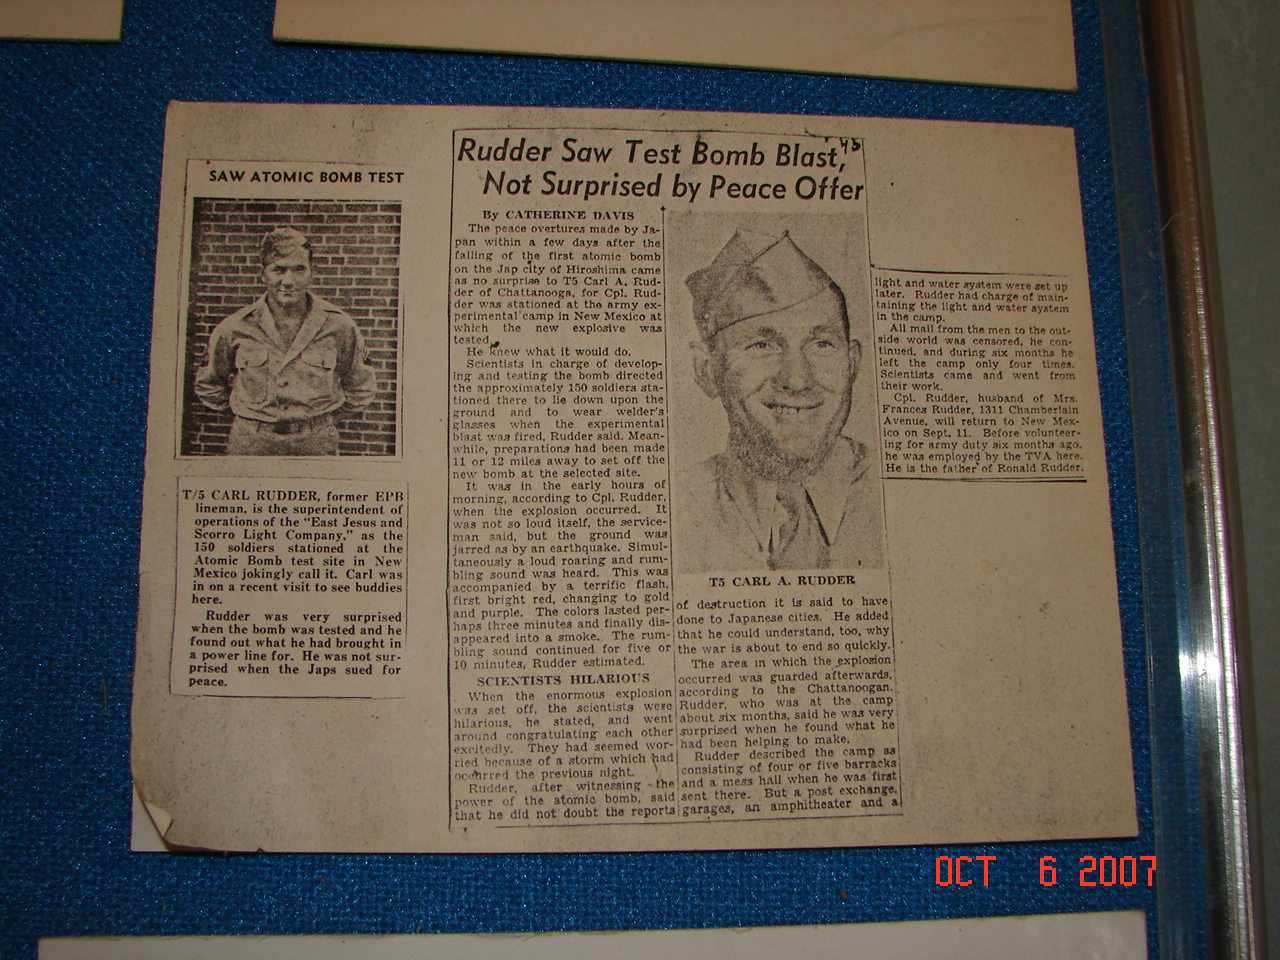 SAW ATOMIC BOMB TEST
T/5 CARL RUDDER, former EPB
lineman, is the superintendent of
operations of the "East Jesus and
Scorro Light Company," as the
150 soldiers stationed at the
Atomic Bomb test site in New
Mexico jokingly call it. Carl was
in on a recent visit to see buddies
here.
Rudder was very surprised
when the bomb was tested and he
found out what he had brought in
a power line for. He was not sur-
prised when the Japs sued for
peace.
Rudder Saw Test Bomb Blast,
Not Surprised by Peace Offer
By CATHERINE DAVIS
The peace overtures made by Ja-
pan within a few days after the
falling of the first atomic bomb
on the Jap city of Hiroshima came
as no surprise to T5 Carl A. Rud-
der of Chattanooga, for Cpl. Rud-
der was stationed at the army ex-
perimental camp in New Mexico at
which the new explosive was
tested.
He knew what it would do.
Scientists in charge of develop-
ing and testing the bomb directed
the approximately 150 soldiers sta-
tioned there to lie down upon the
ground and to wear welder's
glasses when the experimental
blast was fired, Rudder said. Mean-
while, preparations had been made
11 or 12 miles away to set off the
new bomb at the selected site.
It was in the early hours of
morning, according to Cpl. Rudder,
when the explosion occurred. It
was not so loud itself, the service-
man said, but the ground was
jarred as by an earthquake. Simul-
taneously a loud roaring and rum-
bling sound was heard. This was
accompanied by a terrific flash,
first bright red, changing to gold
and purple. The colors lasted per-
haps three minutes and finally dis-
appeared into a smoke. The rum-
bling sound continued for five or
10 minutes, Rudder estimated.
SCIENTISTS HILARIOUS
When the enormous explosion
was set off, the scientists were
hilarious, he stated, and went
around congratulating each other
excitedly. They had seemed wor-
ried because of a storm which had
occurred the previous night.
Rudder, after witnessing the
power of the atomic bomb, said
that he did not doubt the reports
T5 CARL A. RUDDER
of destruction it is said to have
done to Japanese cities. He added
that he could understand, too, why
the war is about to end so quickly.
The area in which the explosion
occurred was guarded afterwards,
according to the Chattanoogan.
Rudder, who was at the camp
about six months, said he was very
surprised when he found what he
had been helping to make.
Rudder described the camp as
consisting of four or five barracks
and a mess hall when he was first
sent there. But a post exchange,
garages, an amphitheater and a
light and water system were set up
later. Rudder had charge of main-
taining the light and water system
in the camp.
All mail from the men to the out-
side world was censored, he con-
tinued, and during six months he
left the camp only four times.
Scientists came and went from
their work.
Cpl. Rudder, husband of Mrs.
Frances Rudder, 1311 Chamberlain
Avenue, will return to New Mex-
ico on Sept. 11. Before volunteer-
ing for army duty six months ago,
he was employed by the TVA here.
He is the father of Ronald Rudder.
OCT 6 2007